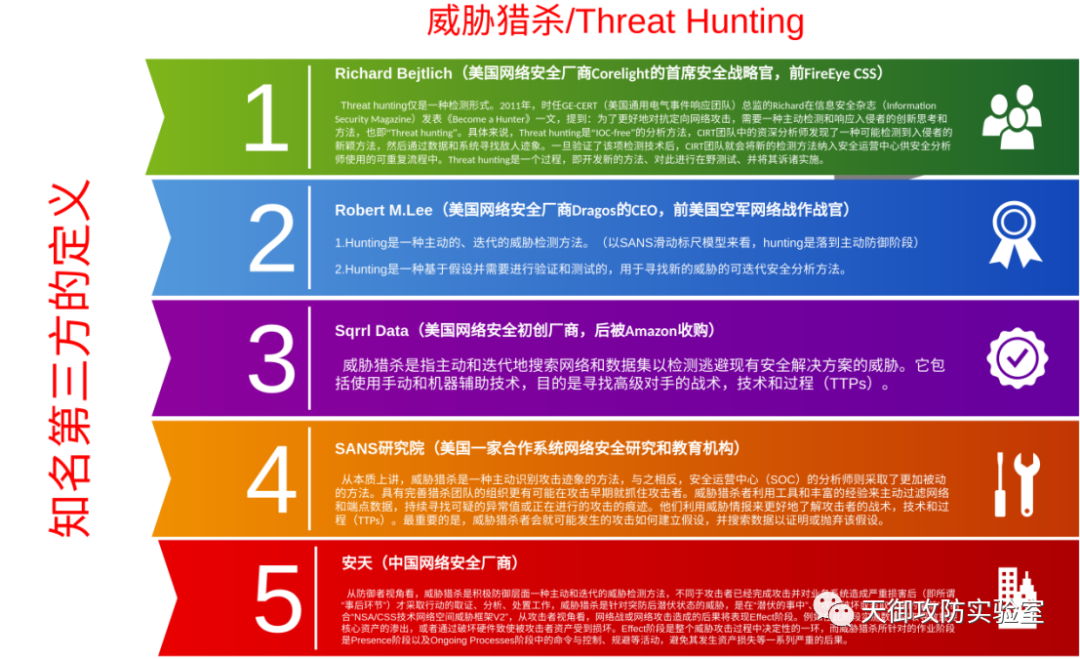 威胁猎杀/Threat Hunting
知名第三方的定义
1
Richard Bejtlich（美国网络安全厂商Corelight的首席安全战略官，前FireEye CSS）
Threat hunting仅是一种检测形式。2011年，时任GE-CERT（美国通用电气事件响应团队）总监的Richard在信息安全杂志（Information
Security Magazine）发表《Become a Hunter》一文，提到：为了更好地对抗定向网络攻击，需要一种主动检测和响应入侵者的创新思考和
方法，也即“Threat hunting”。具体来说，Threat hunting是“IOC-free”的分析方法，CIRT团队中的资深分析师发现了一种可能检测到入侵者的
新颖方法，然后通过数据和系统寻找敌人迹象。一旦验证了该项检测技术后，CIRT团队就会将新的检测方法纳入安全运营中心供安全分析
师使用的可重复流程中。Threat hunting是一个过程，即开发新的方法、对此进行在野测试、并将其诉诸实施。
2
Robert M.Lee（美国网络安全厂商Dragos的CEO，前美国空军网络战作战官）
1.Hunting是一种主动的、迭代的威胁检测方法。（以SANS滑动标尺模型来看，hunting是落到主动防御阶段）
2.Hunting是一种基于假设并需要进行验证和测试的，用于寻找新的威胁的可迭代安全分析方法。
3
Sqrrl Data（美国网络安全初创厂商，后被Amazon收购）
威胁猎杀是指主动和迭代地搜索网络和数据集以检测逃避现有安全解决方案的威胁。它包
括使用手动和机器辅助技术，目的是寻找高级对手的战术，技术和过程（TTPs）。
4
SANS研究院（美国一家合作系统网络安全研究和教育机构）
从本质上讲，威胁猎杀是一种主动识别攻击迹象的方法，与之相反，安全运营中心（SOC）的分析师则采取了更加被动
的方法。具有完善猎杀团队的组织更有可能在攻击早期就抓住攻击者。威胁猎杀者利用工具和丰富的经验来主动过滤网络
和端点数据，持续寻找可疑的异常值或正在进行的攻击的痕迹。他们利用威胁情报来更好地了解攻击者的战术，技术和过
程（TTPs）。最重要的是，威胁猎杀者会就可能发生的攻击如何建立假设，并搜索数据以证明或抛弃该假设。
5
安天（中国网络安全厂商）
从防御者视角看，威胁猎杀是积极防御层面一种主动和迭代的威胁检测方法，不同于攻击者已经完成攻击并对业务系统造成严重损害后（即所谓
“事后环节”）才采取行动的取证、分析、处置工作，威胁猎杀是针对突防后潜伏状态的威胁，是在“潜伏的事中”、
合“NSA/CSS技术网络空间威胁框架V2”，从攻击者视角看，网络战或网络攻击造成的后果将表现Effect阶段。
核心资产的渗出，或者通过破坏硬件致使被攻击者资产受到损坏。Effect阶段是整个威胁攻击过程中决定性的一环，而威胁猎杀所针对的作业阶段
是Presence阶段以及Ongoing Processes阶段中的命令与控制、规避等活动，避免其发生资产损失等一系列严重的后果。
天御攻防实验室